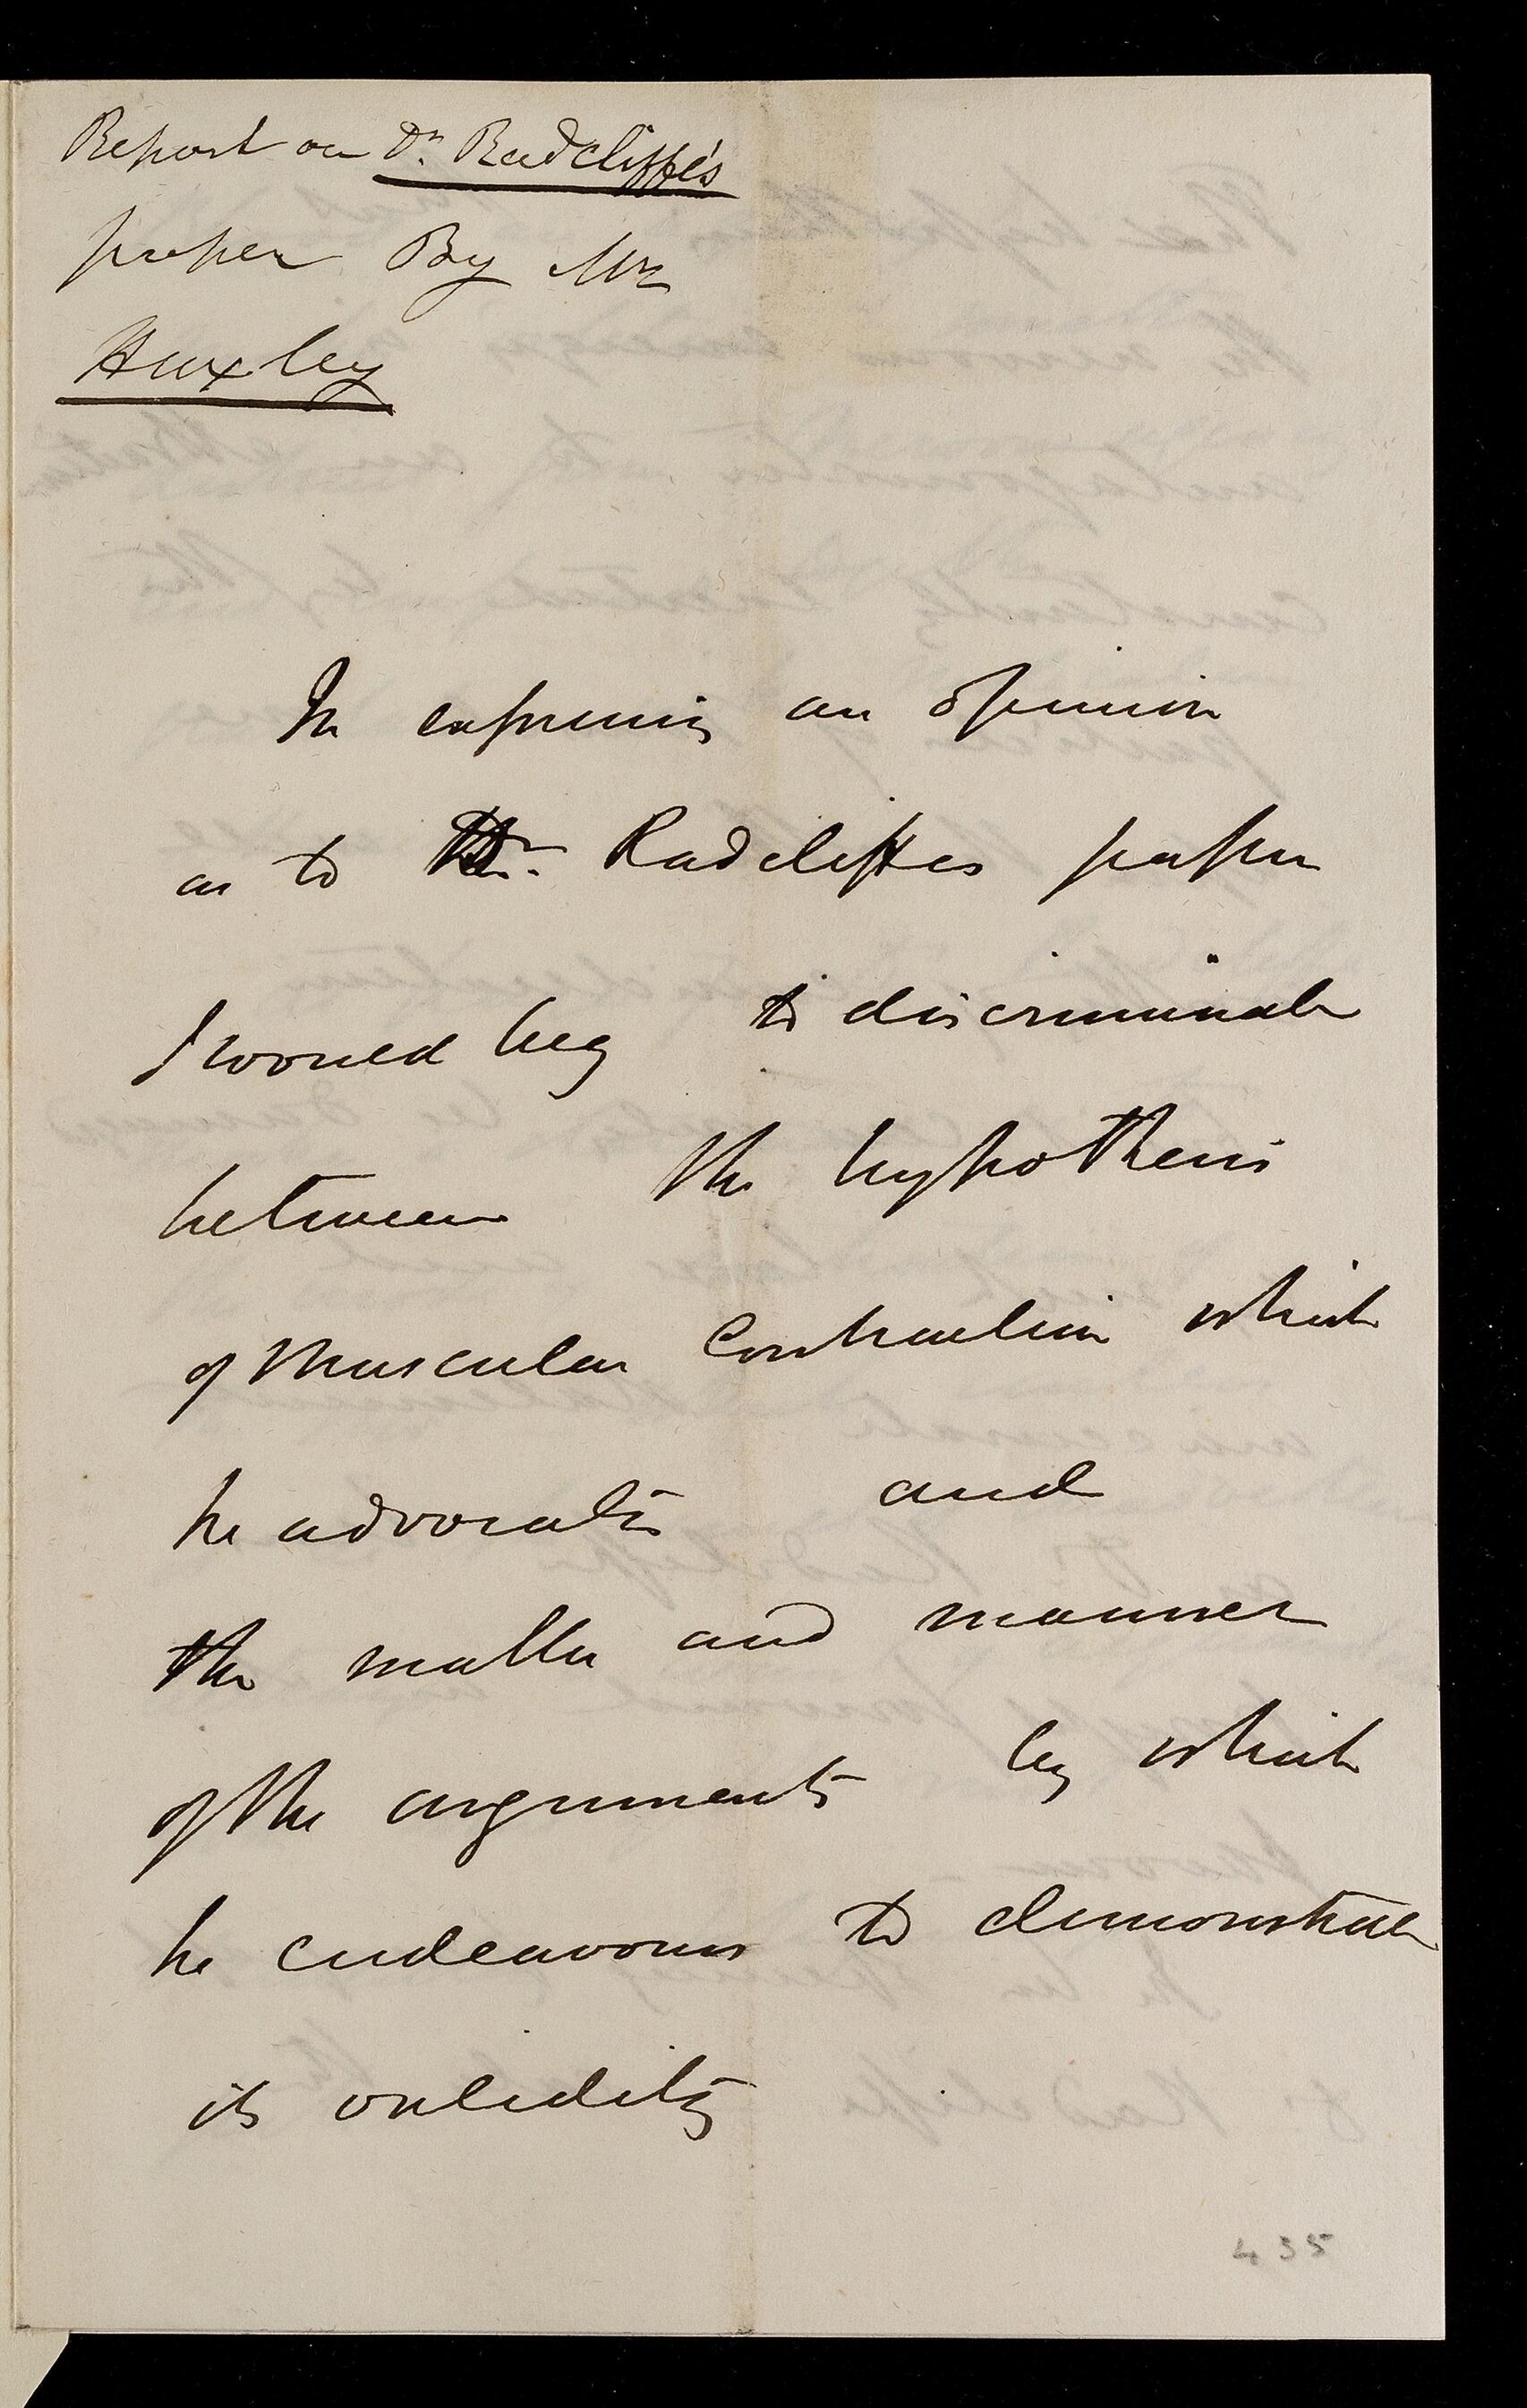 Report on Dr. Radcliffe's
paper By Mr
Huxley
In expressing an opinion
as to Dr. Radcliffes paper
I would beg to discriminate
between the hypothesis
of Muscular Contraction which
he advocates and
the matter and manner
of the arguments by which
he endeavours to demonstrate
its validity
435